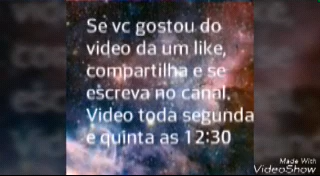 Se vc gostou do
video da um like,
compartilha e se
escreva no canal.
Video toda segunda
e quinta as 12:30
Made With
VideoShow